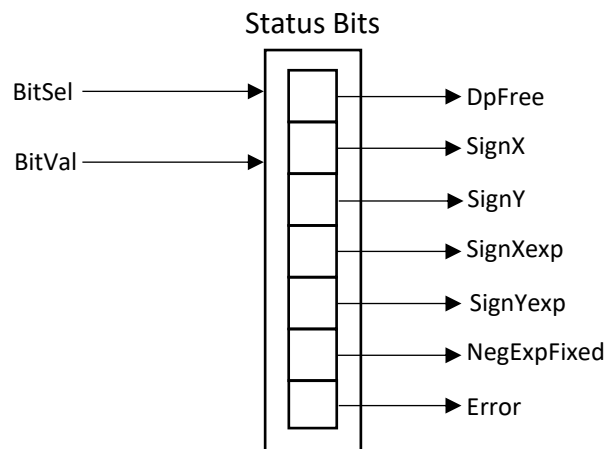 Status Bits
BitSel
BitVal
DpFree
SignX
SignY
SignXexp
SignYexp
NegExpFixed
Error